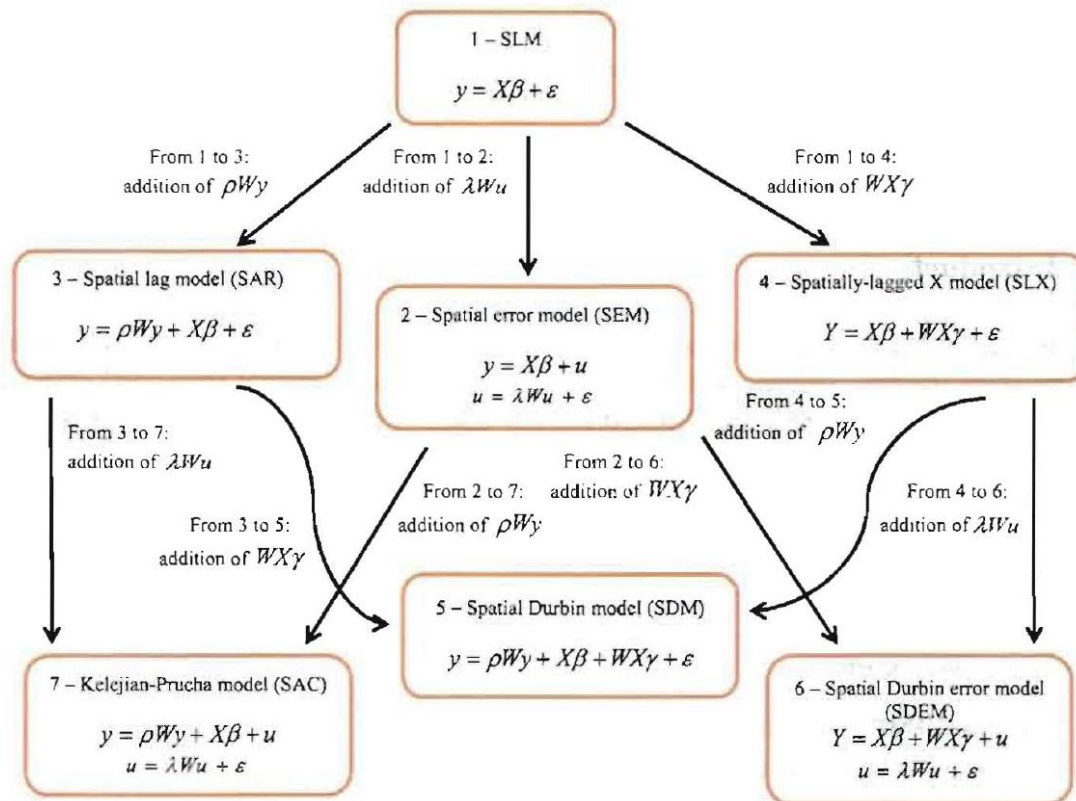 1 – SLM
y = Xβ + ε
From 1 to 3:
addition of ρWy
From 1 to 2:
addition of λWu
From 1 to 4:
addition of WXγ
3 – Spatial lag model (SAR)
y = ρWy + Xβ + ε
2 – Spatial error model (SEM)
y = Xβ + u
u = λWu + ε
4 – Spatially-lagged X model (SLX)
Y = Xβ + WXγ + ε
From 3 to 7:
addition of λWu
From 3 to 5:
addition of WXγ
From 2 to 7:
addition of ρWy
From 2 to 6:
addition of WXγ
From 4 to 5:
addition of ρWy
From 4 to 6:
addition of λWu
5 – Spatial Durbin model (SDM)
y = ρWy + Xβ + WXγ + ε
7 – Kelejian-Prucha model (SAC)
y = ρWy + Xβ + u
u = λWu + ε
6 – Spatial Durbin error model
(SDEM)
Y = Xβ + WXγ + u
u = λWu + ε